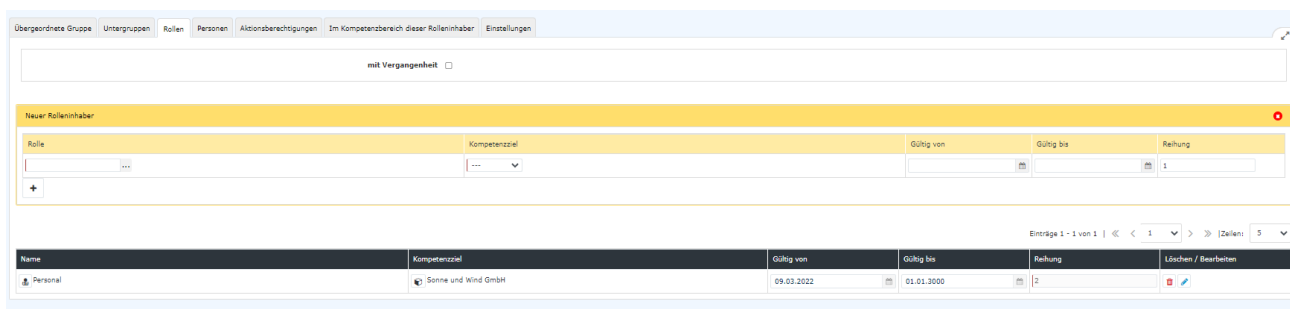 Übergeordnete Gruppe Untergruppen Rollen Personen Aktionsberechtigungen Im Kompetenzbereich dieser Rolleninhaber Einstellungen
mit Vergangenheit
Neuer Rolleninhaber
Rolle Kompetenzziel Gültig von Gültig bis Reihung
... --- 1
+
Einträge 1 - 1 von 1 | « < 1 > » |Zeilen: 5
Name Kompetenzziel Gültig von Gültig bis Reihung Löschen / Bearbeiten
Personal Sonne und Wind GmbH 09.03.2022 01.01.3000 2